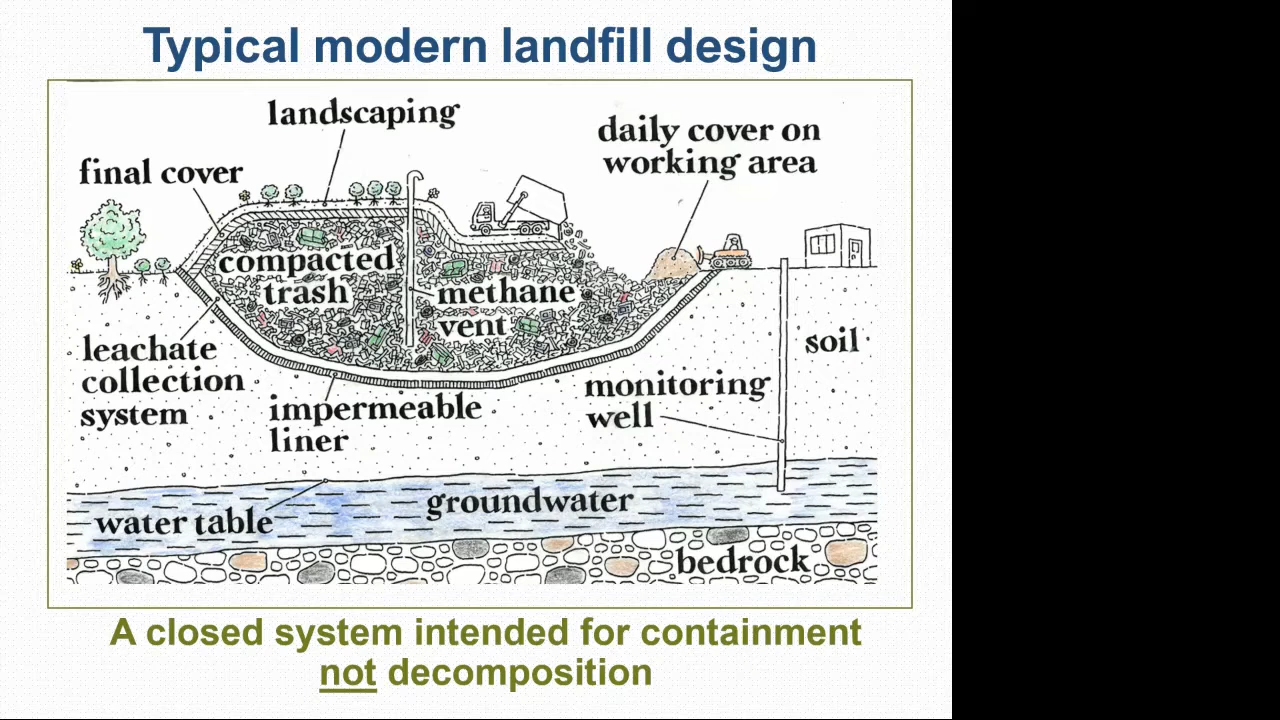 Typical modern landfill design
landscaping
daily cover on
working area
final cover
compacted
trash
methane
vent
leachate
collection
system
impermeable
liner
monitoring
well
soil
groundwater
water table
bedrock
A closed system intended for containment
not decomposition